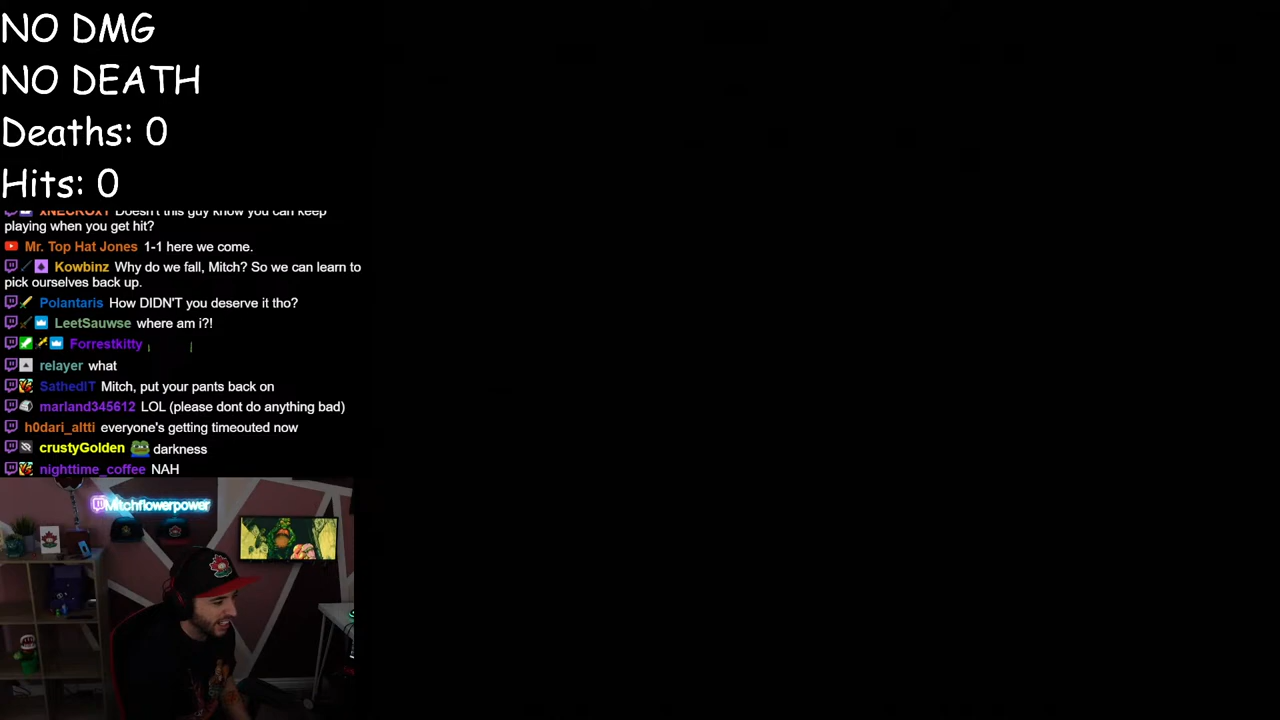 NO DMG
NO DEATH
Deaths: 0
Hits: 0
xNECROx1 Doesn't this guy know you can keep
playing when you get hit?
Mr. Top Hat Jones 1-1 here we come.
Kowbinz Why do we fall, Mitch? So we can learn to
pick ourselves back up.
Polantaris How DIDN'T you deserve it tho?
LeetSauwse where am i?!
Forrestkitty
relayer what
SathedIT Mitch, put your pants back on
marland345612 LOL (please dont do anything bad)
h0dari_altti everyone's getting timeouted now
crustyGolden darkness
nighttime_coffee NAH
Mitchflowerpower